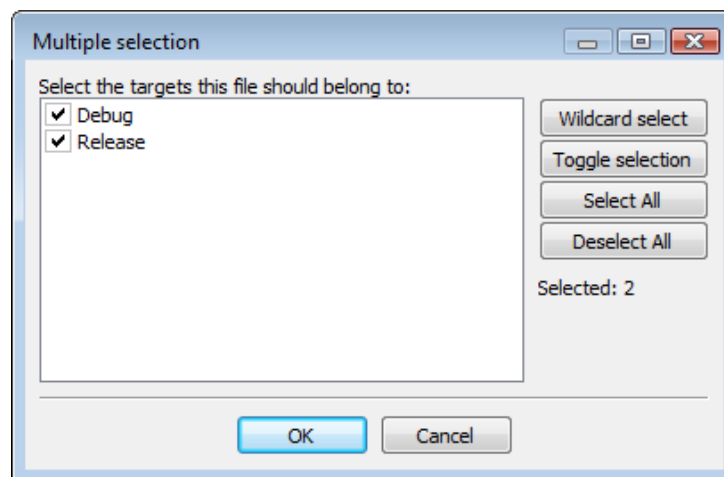 Multiple selection
Select the targets this file should belong to:
Debug
Release
Wildcard select
Toggle selection
Select All
Deselect All
Selected: 2
OK
Cancel